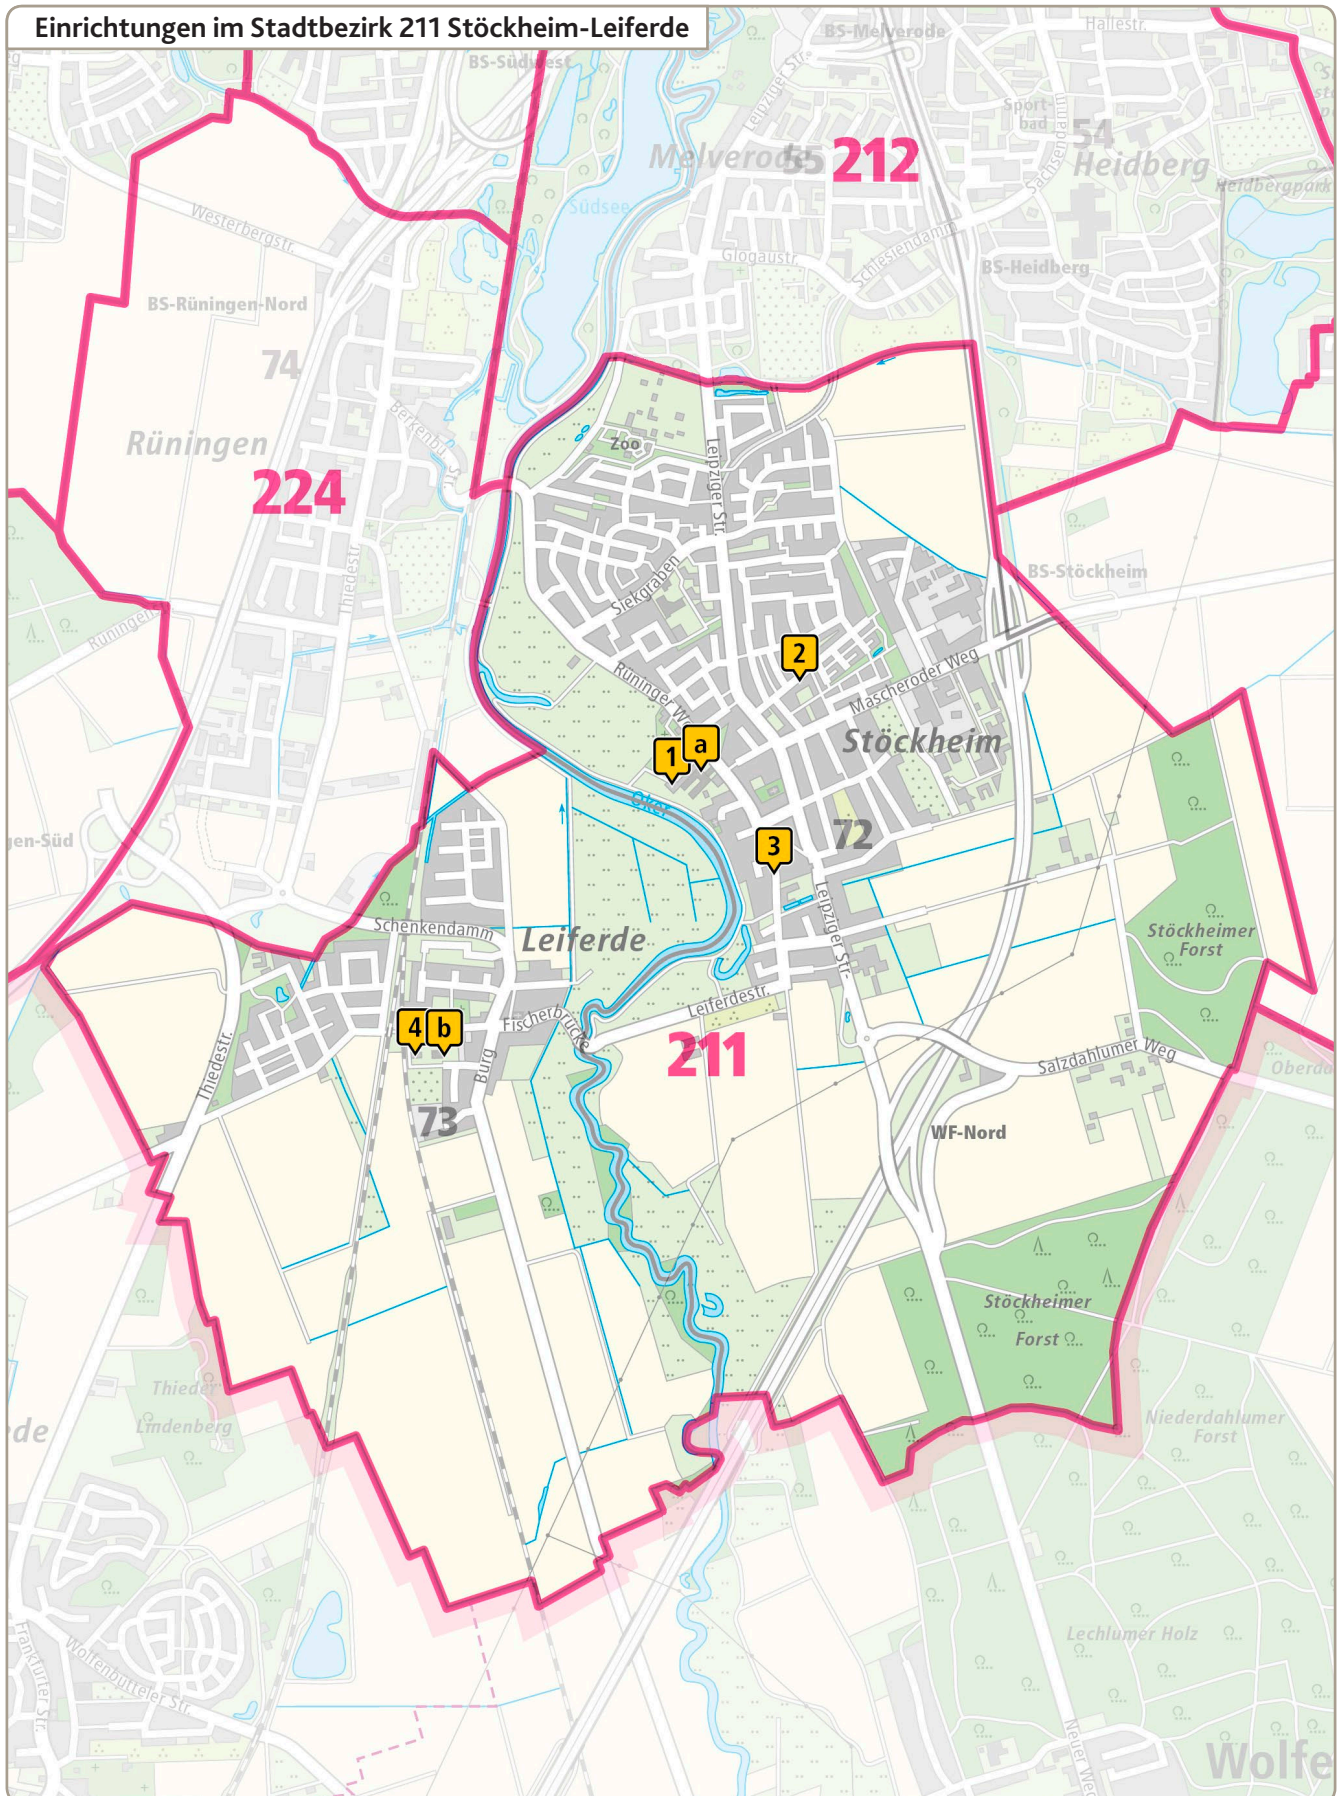 Einrichtungen im Stadtbezirk 211 Stöckheim-Leiferde
BS-Südwest
BS-Melverode
Hallestr.
Leipziger Str.
Sport-
bad
Sachsendamm
54
Heidberg
Melverode
55
212
Heidbergpark
Südsee
Westerbergstr.
Glogaustr.
Schlesiendamm
BS-Heidberg
BS-Rüningen-Nord
74
Berkenbuschstr.
Rüningen
Zoo
Leipziger Str.
224
Thiedestr.
Siekgraben
BS-Stöckheim
Rüningenstr.
2
Rüninger Weg
Mascheroder Weg
1
a
Stöckheim
Oker
gen-Süd
3
72
Schenkendamm
Leiferde
Leipziger Str.
Stöckheimer
Forst
Leiferdestr.
4
b
Fischerbrücke
211
Thiedestr.
Burg
Salzdahlumer Weg
Oberda
73
WF-Nord
Stöckheimer
Forst
Thieder
Lindenberg
de
Niederdahlumer
Forst
Lechlumer Holz
Frankfurter Str.
Wolfenbütteler Str.
Neuer Weg
Wolfe